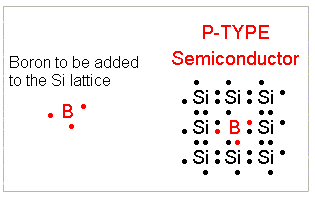 P-TYPE
Semiconductor
Boron to be added
to the Si lattice
B
Si Si Si
Si B Si
Si Si Si